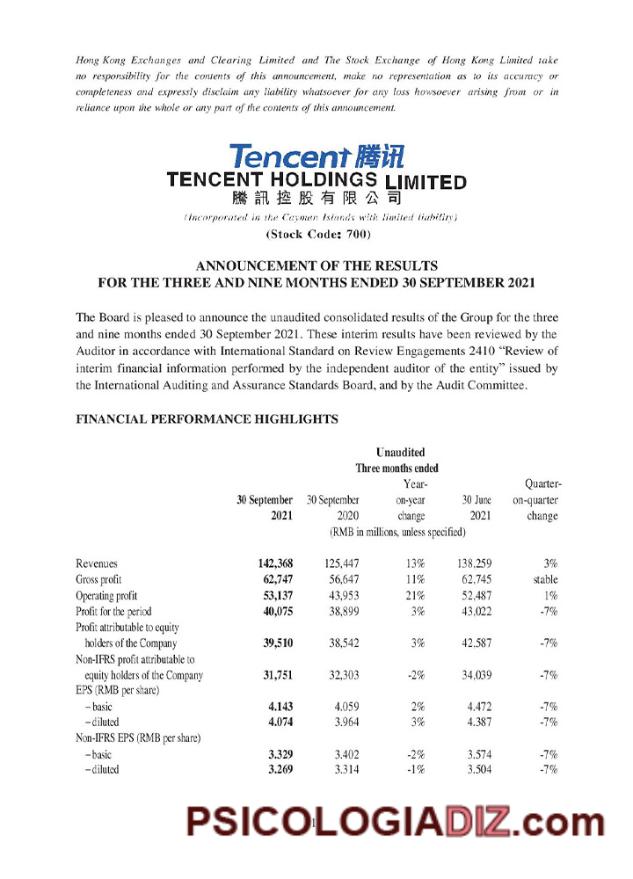 Hong Kong Exchanges and Clearing Limited and The Stock Exchange of Hong Kong Limited take
no responsibility for the contents of this announcement, make no representation as to its accuracy or
completeness and expressly disclaim any liability whatsoever for any loss howsoever arising from or in
reliance upon the whole or any part of the contents of this announcement.
Tencent 腾讯
TENCENT HOLDINGS LIMITED
騰訊控股有限公司
(Incorporated in the Cayman Islands with limited liability)
(Stock Code: 700)
ANNOUNCEMENT OF THE RESULTS
FOR THE THREE AND NINE MONTHS ENDED 30 SEPTEMBER 2021
The Board is pleased to announce the unaudited consolidated results of the Group for the three
and nine months ended 30 September 2021. These interim results have been reviewed by the
Auditor in accordance with International Standard on Review Engagements 2410 “Review of
interim financial information performed by the independent auditor of the entity” issued by
the International Auditing and Assurance Standards Board, and by the Audit Committee.
FINANCIAL PERFORMANCE HIGHLIGHTS
Unaudited
Three months ended
Year- Quarter-
30 September 30 September on-year 30 June on-quarter
2021 2020 change 2021 change
(RMB in millions, unless specified)
Revenues 142,368 125,447 13% 138,259 3%
Gross profit 62,747 56,647 11% 62,745 stable
Operating profit 53,137 43,953 21% 52,487 1%
Profit for the period 40,075 38,899 3% 43,022 -7%
Profit attributable to equity
holders of the Company 39,510 38,542 3% 42,587 -7%
Non-IFRS profit attributable to
equity holders of the Company 31,751 32,303 -2% 34,039 -7%
EPS (RMB per share)
– basic 4.143 4.059 2% 4.472 -7%
– diluted 4.074 3.964 3% 4.387 -7%
Non-IFRS EPS (RMB per share)
– basic 3.329 3.402 -2% 3.574 -7%
– diluted 3.269 3.314 -1% 3.504 -7%
1
PSICOLOGIADIZ.com